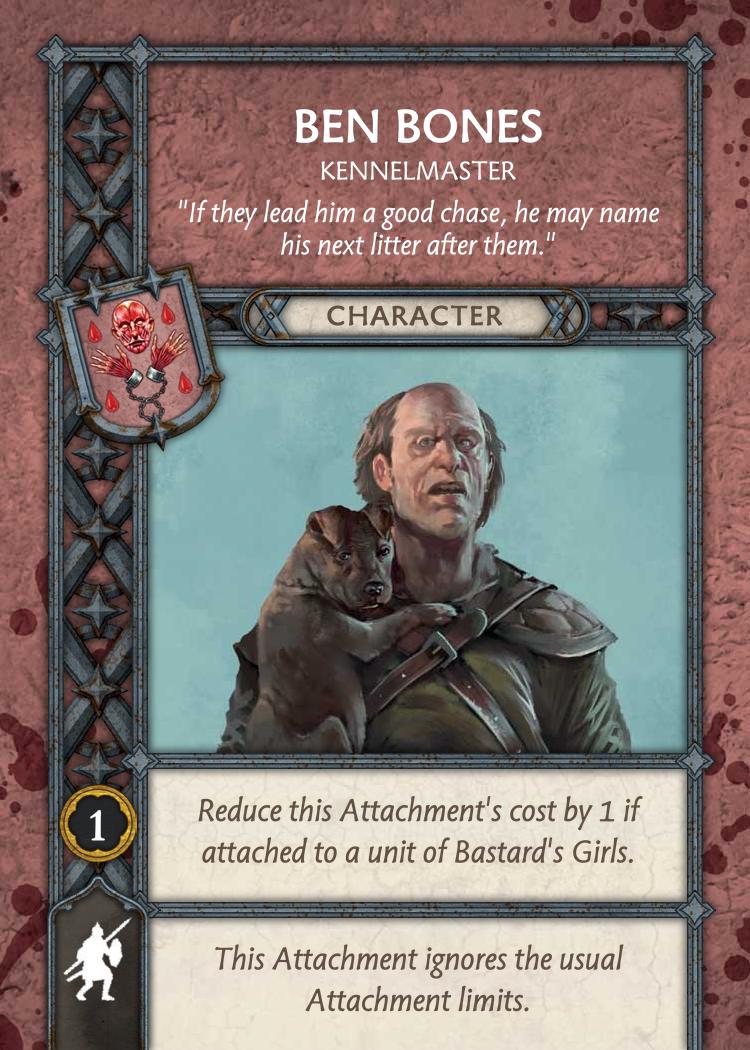 BEN BONES
KENNELMASTER
"If they lead him a good chase, he may name
his next litter after them."
CHARACTER
Reduce this Attachment's cost by 1 if
attached to a unit of Bastard's Girls.
1
This Attachment ignores the usual
Attachment limits.